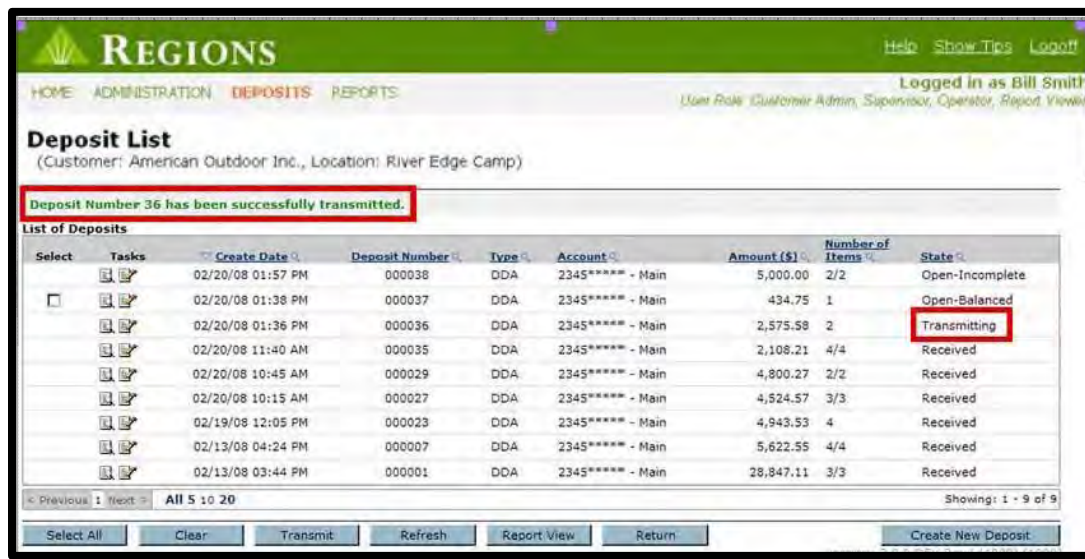 REGIONS
Help Show Tips Logoff
HOME ADMINISTRATION DEPOSITS REPORTS
Logged in as Bill Smith
User Role: Customer Admin, Supervisor, Operator, Report Viewer
Deposit List
(Customer: American Outdoor Inc., Location: River Edge Camp)
Deposit Number 36 has been successfully transmitted.
List of Deposits
Select Tasks Create Date Deposit Number Type Account Amount ($) Number of Items State
02/20/08 01:57 PM 000038 DDA 2345***** - Main 5,000.00 2/2 Open-Incomplete
02/20/08 01:38 PM 000037 DDA 2345***** - Main 434.75 1 Open-Balanced
02/20/08 01:36 PM 000036 DDA 2345***** - Main 2,575.58 2 Transmitting
02/20/08 11:40 AM 000035 DDA 2345***** - Main 2,108.21 4/4 Received
02/20/08 10:45 AM 000029 DDA 2345***** - Main 4,800.27 2/2 Received
02/20/08 10:15 AM 000027 DDA 2345***** - Main 4,524.57 3/3 Received
02/19/08 12:05 PM 000023 DDA 2345***** - Main 4,943.53 4 Received
02/13/08 04:24 PM 000007 DDA 2345***** - Main 5,622.55 4/4 Received
02/13/08 03:44 PM 000001 DDA 2345***** - Main 28,847.11 3/3 Received
< Previous 1 Next > All 5 10 20 Showing: 1 - 9 of 9
Select All Clear Transmit Refresh Report View Return Create New Deposit